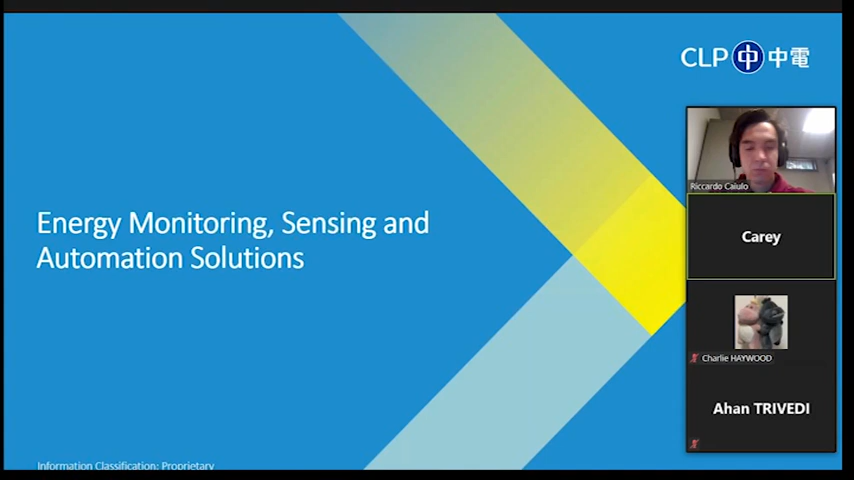 CLP 中電
Riccardo Caiulo
Energy Monitoring, Sensing and
Automation Solutions
Carey
Charlie HAYWOOD
Ahan TRIVEDI
Information Classification: Proprietary